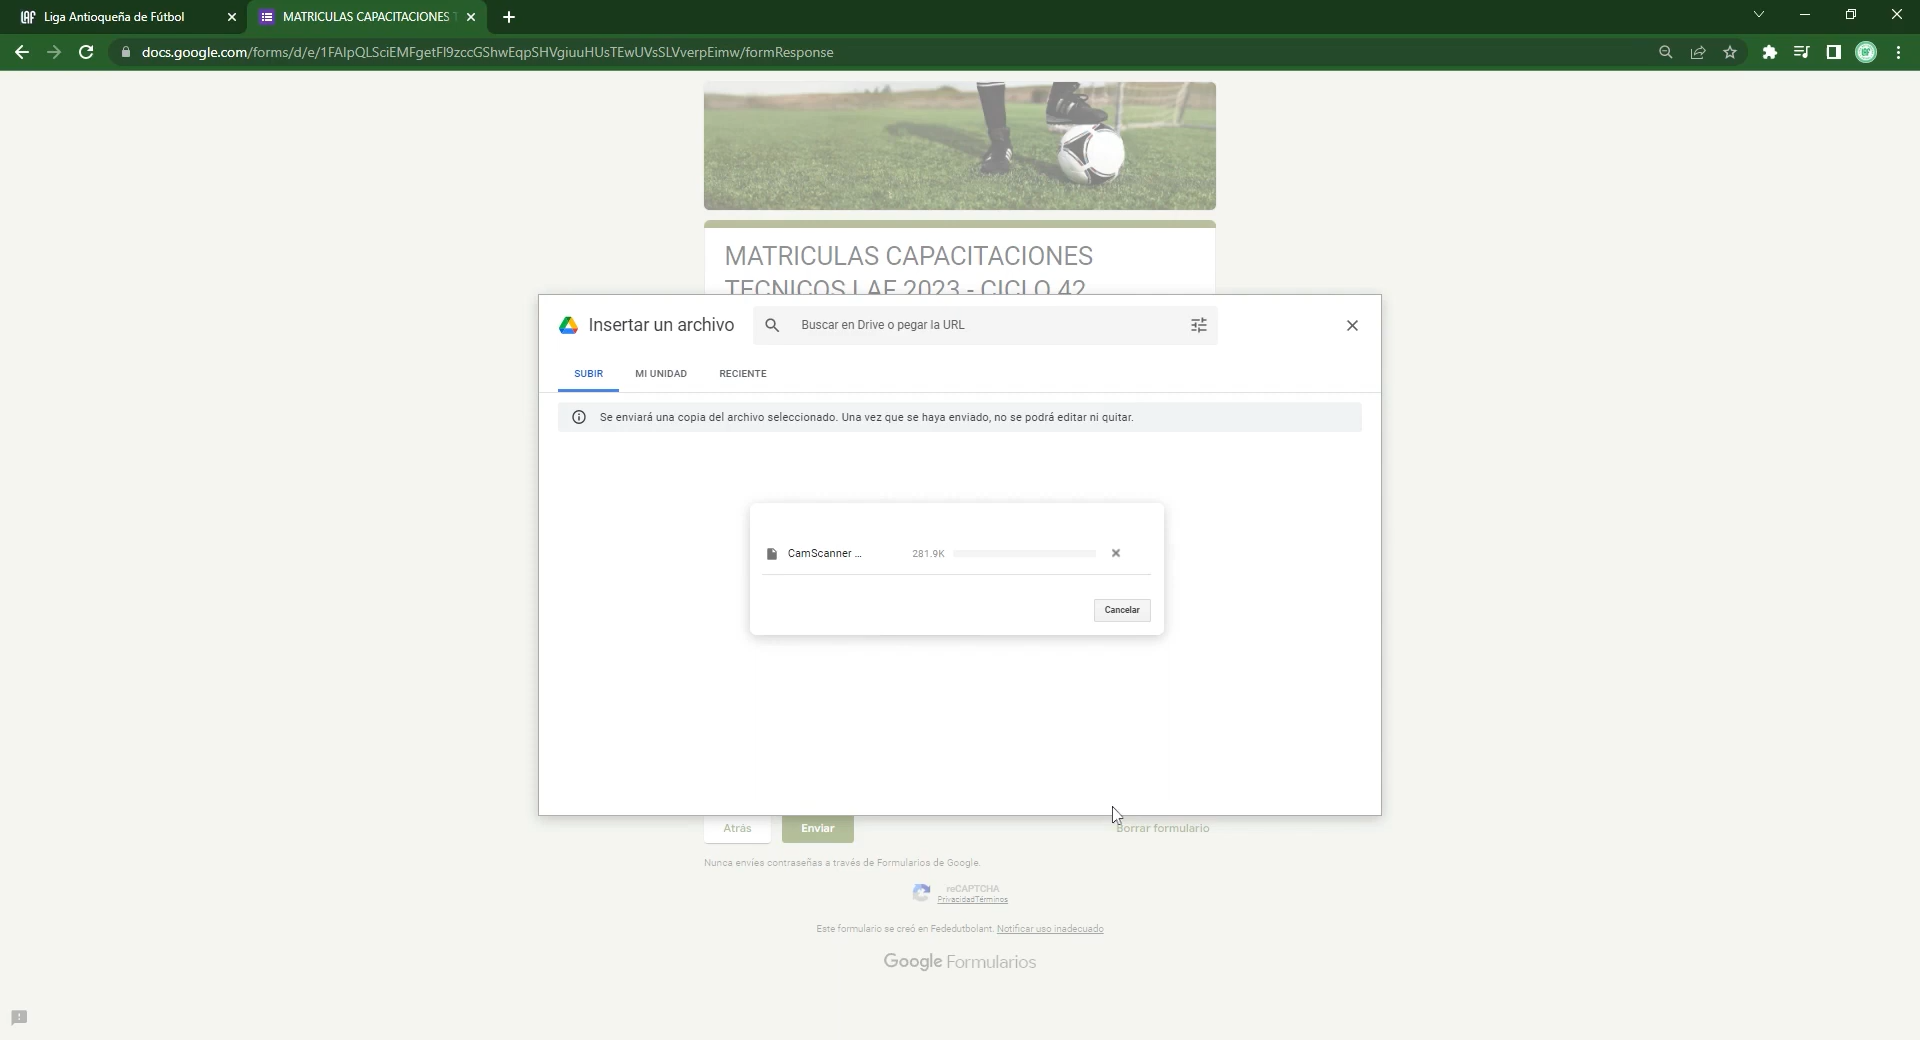 Liga Antioqueña de Fútbol
MATRICULAS CAPACITACIONES T
docs.google.com/forms/d/e/1FAIpQLSciEMFgetFI9zccGShwEqpSHVgiuuHUsTEwUVsSLVverpEimw/formResponse
MATRICULAS CAPACITACIONES
TECNICOS LAF 2023 - CICLO 42
Insertar un archivo
Buscar en Drive o pegar la URL
SUBIR
MI UNIDAD
RECIENTE
Se enviará una copia del archivo seleccionado. Una vez que se haya enviado, no se podrá editar ni quitar.
CamScanner ...
281.9K
Cancelar
Atrás
Enviar
Borrar formulario
Nunca envíes contraseñas a través de Formularios de Google.
reCAPTCHA
PrivacidadTérminos
Este formulario se creó en Fedefutbolant. Notificar uso inadecuado
Google Formularios